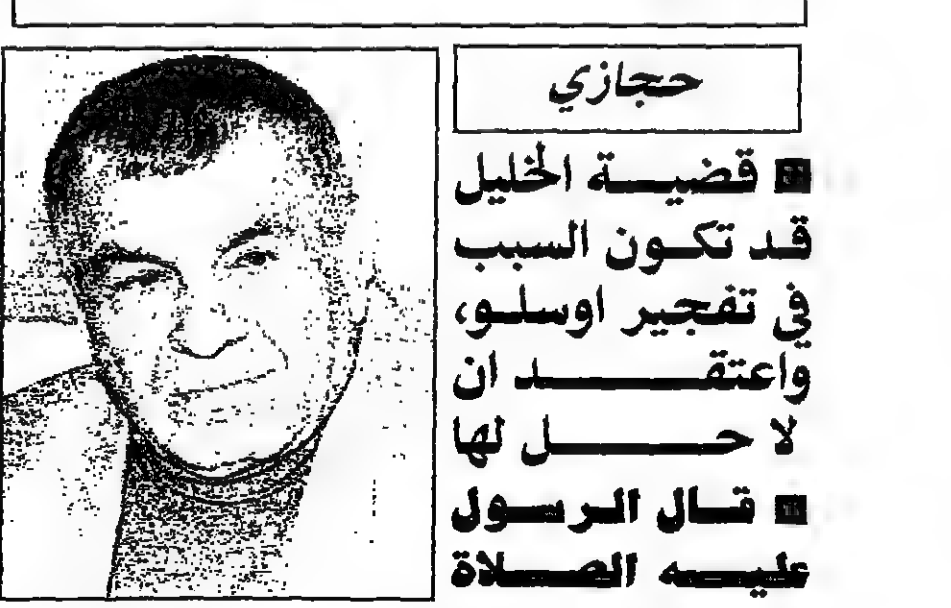 حجازي
■ قضية الخليل
قد تكون السبب
في تفجير اوسلو،
واعتقد ان
لا حل لها
■ قال الرسول
عليه الصلاة